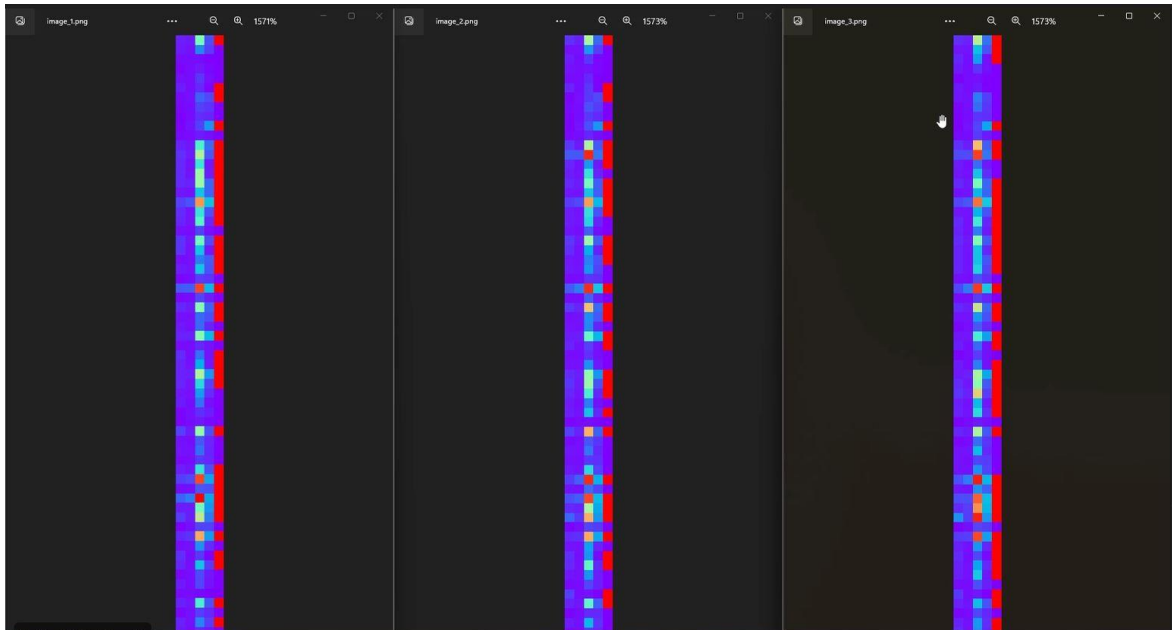 image_1.png ... 1571%
image_2.png ... 1573%
image_3.png ... 1573%